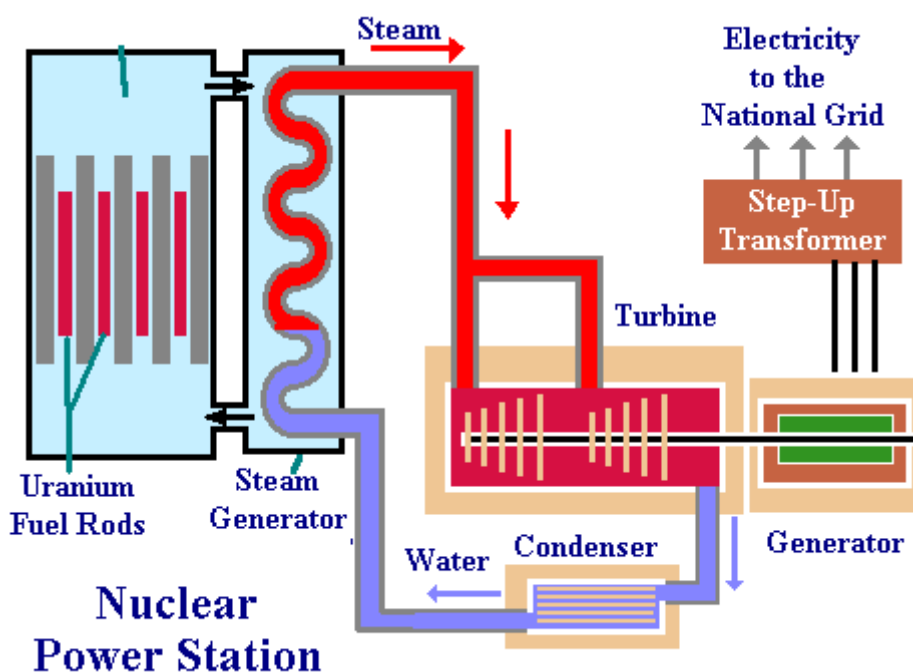 Steam
Electricity
to the
National Grid
Step-Up
Transformer
Turbine
Uranium
Fuel Rods
Steam
Generator
Water
Condenser
Generator
Nuclear
Power Station